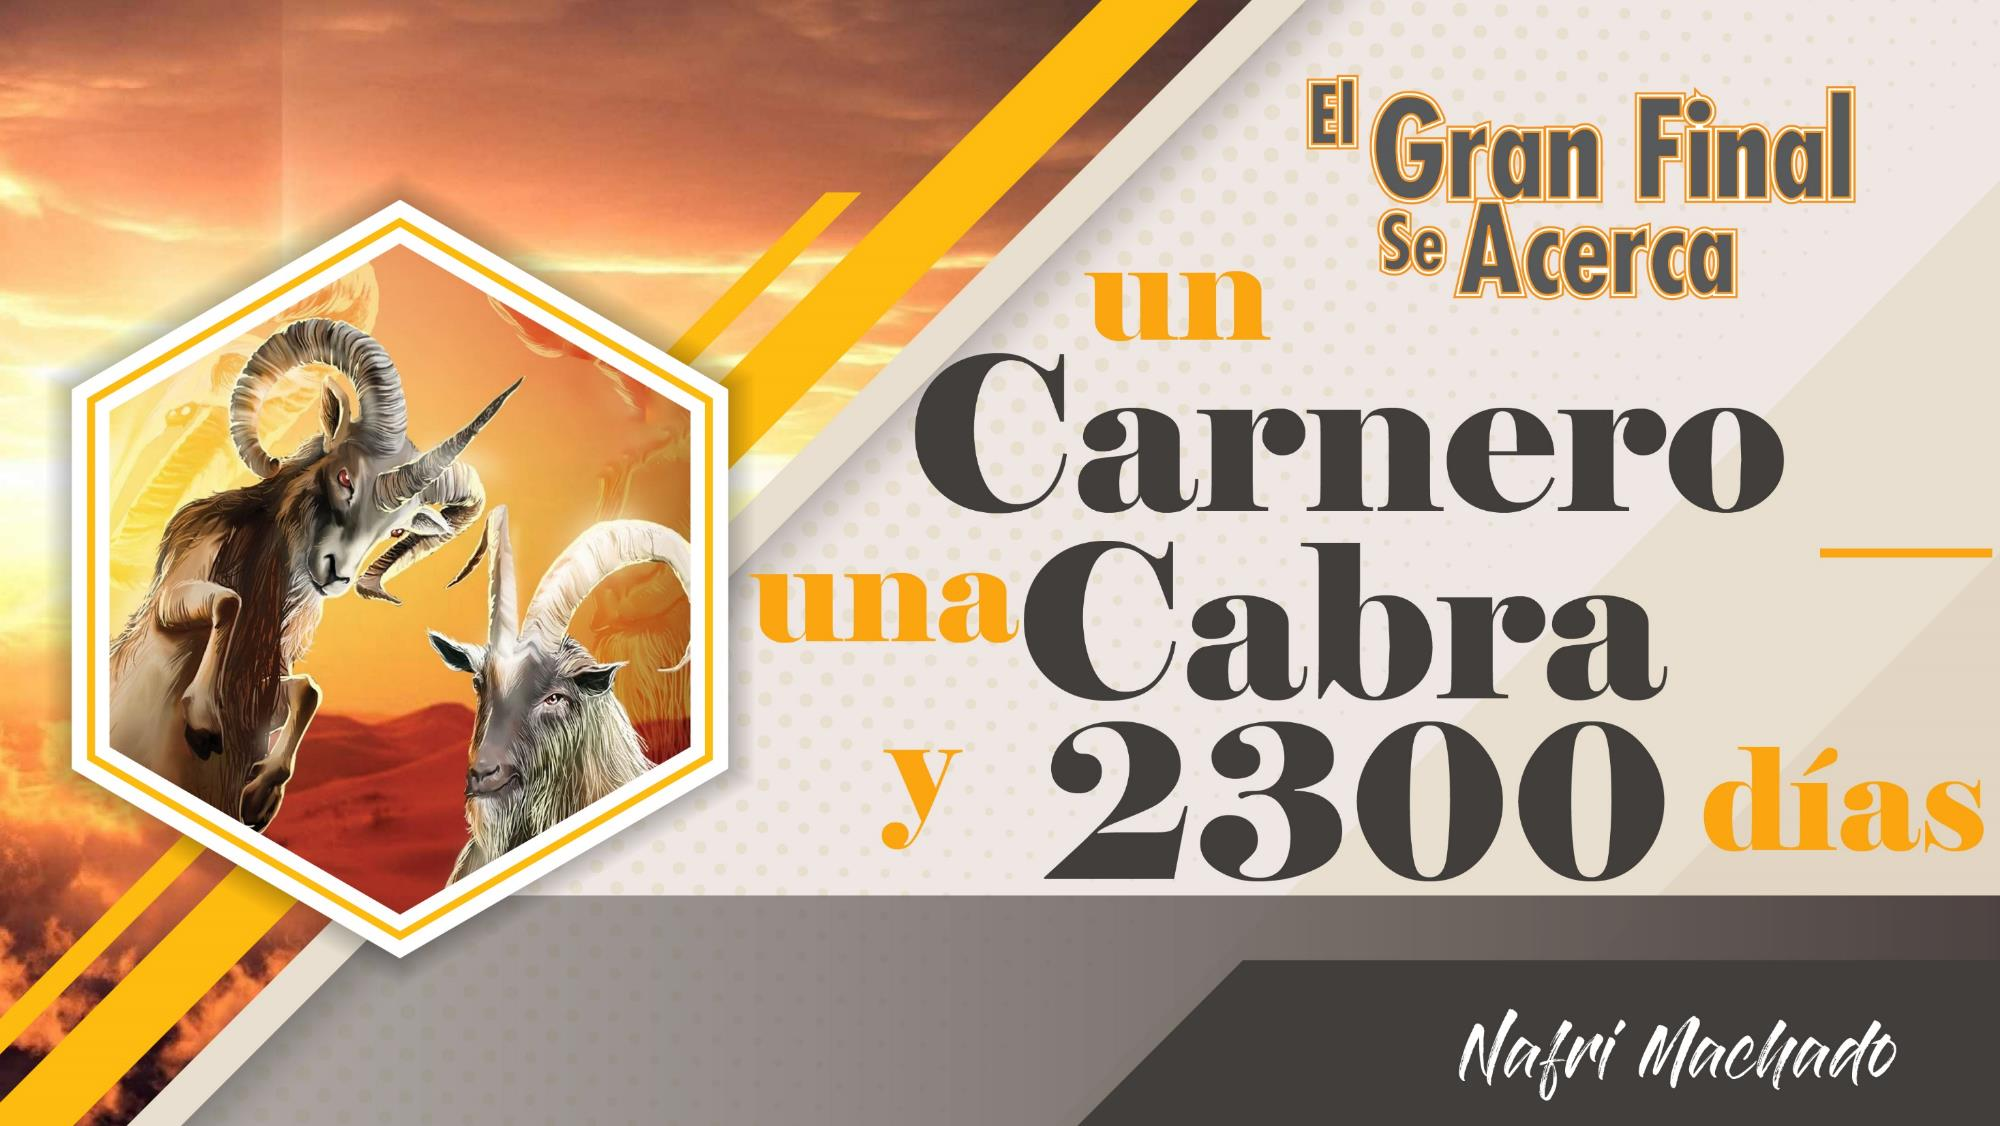 El Gran Final
Se Acerca
un
Carnero
una Cabra
y 2300 días
Nafri Machado